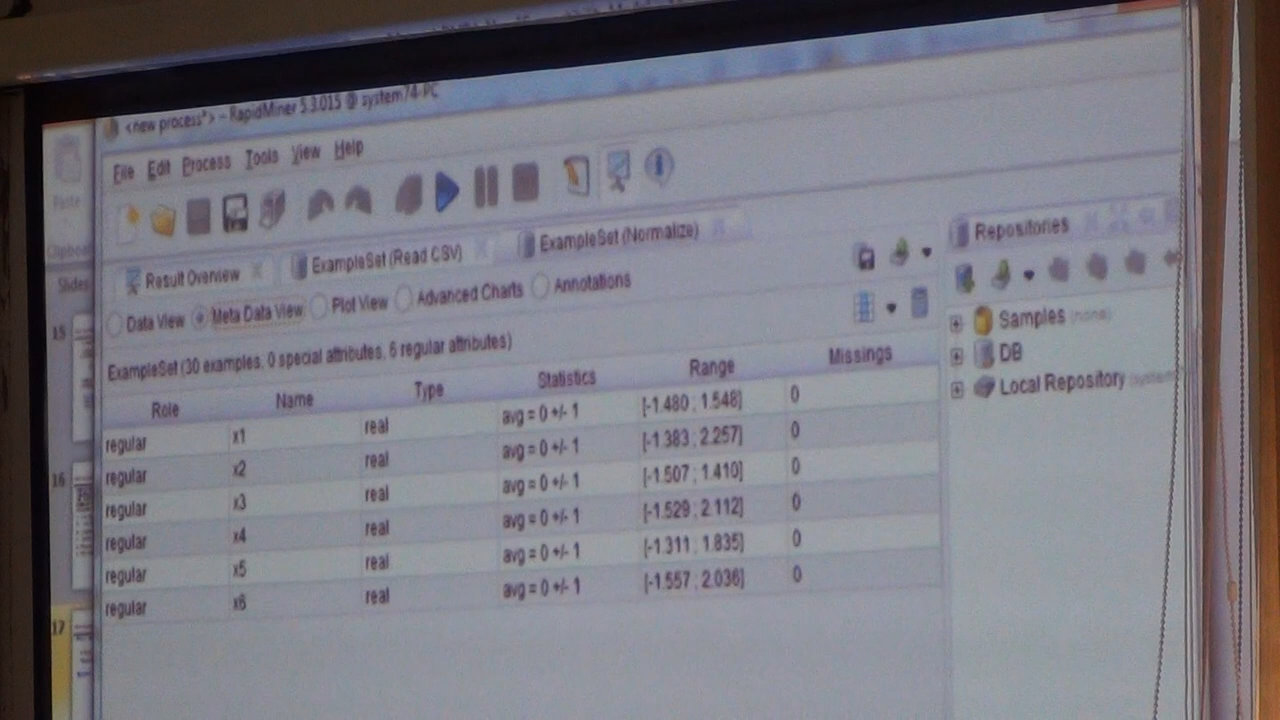 <new process*> – RapidMiner 5.3.015 @ system74-PC
File Edit Process Tools View Help
Paste
Clipboard
Slides
Result Overview ExampleSet (Read CSV) ExampleSet (Normalize)
Data View Meta Data View Plot View Advanced Charts Annotations
ExampleSet (30 examples, 0 special attributes, 6 regular attributes)
Role Name Type Statistics Range Missings
regular x1 real avg = 0 +/- 1 [-1.480 ; 1.548] 0
regular x2 real avg = 0 +/- 1 [-1.383 ; 2.257] 0
regular x3 real avg = 0 +/- 1 [-1.507 ; 1.410] 0
regular x4 real avg = 0 +/- 1 [-1.529 ; 2.112] 0
regular x5 real avg = 0 +/- 1 [-1.311 ; 1.835] 0
regular x6 real avg = 0 +/- 1 [-1.557 ; 2.036] 0
15
16
17
Repositories
Samples (none)
DB
Local Repository